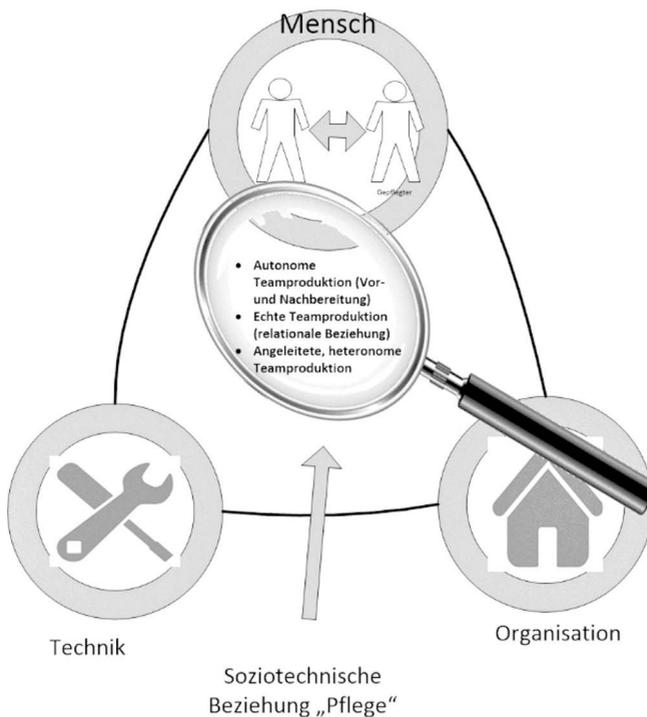 Mensch
Gepflegter
• Autonome
Teamproduktion (Vor-
und Nachbereitung)
• Echte Teamproduktion
(relationale Beziehung)
• Angeleitete, heteronome
Teamproduktion
Technik
Organisation
Soziotechnische
Beziehung „Pflege“